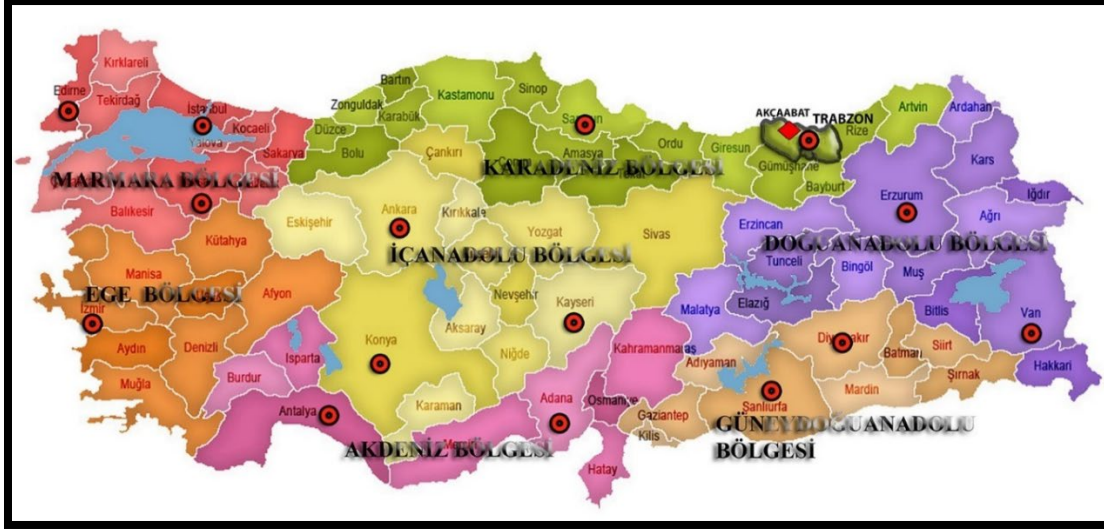 Kırklareli
Edirne
Tekirdağ
İstanbul
Kocaeli
Yalova
Sakarya
MARMARA BÖLGESİ
Balıkesir
Bartın
Zonguldak
Karabük
Kastamonu
Sinop
Düzce
Bolu
Çankırı
Samsun
Amasya
Ordu
Giresun
KARADENİZ BÖLGESİ
AKÇAABAT
TRABZON
Rize
Artvin
Gümüşhane
Bayburt
Ardahan
Kars
Iğdır
Erzurum
Ağrı
Erzincan
DOĞUANADOLU BÖLGESİ
Tunceli
Bingöl
Muş
Elazığ
Malatya
Bitlis
Van
Hakkari
Eskişehir
Ankara
Kırıkkale
Yozgat
Sivas
İÇANADOLU BÖLGESİ
Nevşehir
Kayseri
Aksaray
Konya
Niğde
Karaman
Kütahya
Manisa
EGE BÖLGESİ
İzmir
Afyon
Aydın
Denizli
Muğla
Isparta
Burdur
Antalya
Adana
Osmaniye
Kahramanmaraş
AKDENİZ BÖLGESİ
Hatay
Adıyaman
Diyarbakır
Batman
Siirt
Şırnak
Mardin
Şanlıurfa
Gaziantep
Kilis
GÜNEYDOĞUANADOLU
BÖLGESİ